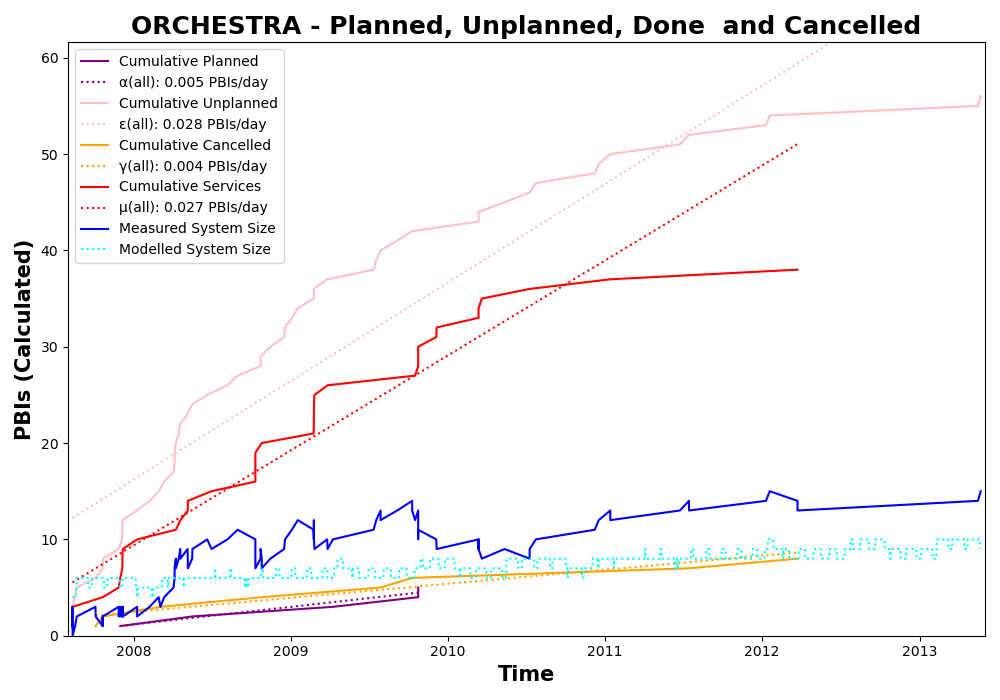 ORCHESTRA - Planned, Unplanned, Done  and Cancelled
Cumulative Planned
α(all): 0.005 PBIs/day
Cumulative Unplanned
ε(all): 0.028 PBIs/day
Cumulative Cancelled
γ(all): 0.004 PBIs/day
Cumulative Services
μ(all): 0.027 PBIs/day
Measured System Size
Modelled System Size
PBIs (Calculated)
60
50
40
30
20
10
0
2008 2009 2010 2011 2012 2013
Time